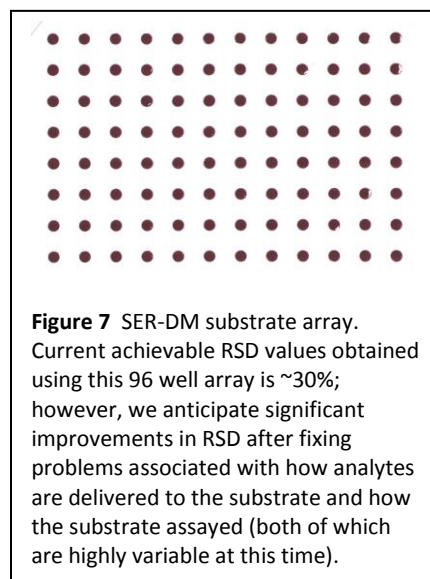 Figure 7  SER-DM substrate array.
Current achievable RSD values obtained
using this 96 well array is ~30%;
however, we anticipate significant
improvements in RSD after fixing
problems associated with how analytes
are delivered to the substrate and how
the substrate assayed (both of which
are highly variable at this time).